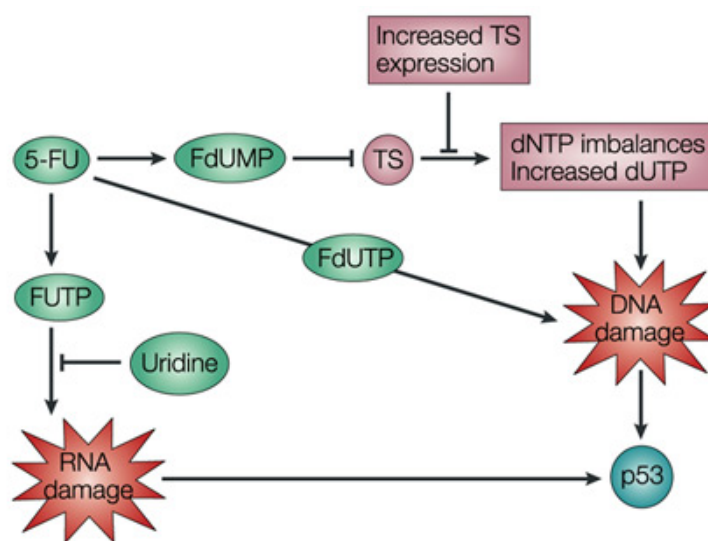 Increased TS
expression
5-FU
FdUMP
TS
dNTP imbalances
Increased dUTP
FdUTP
FUTP
DNA
damage
Uridine
RNA
damage
p53